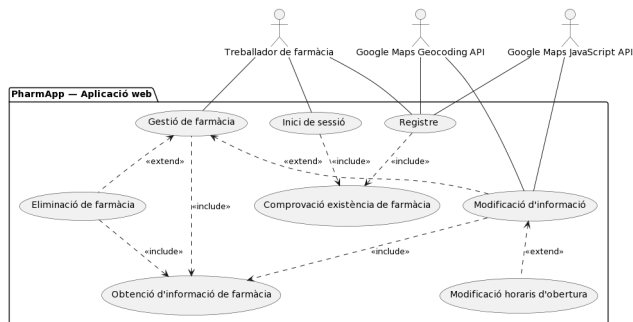 Treballador de farmàcia
Google Maps Geocoding API
Google Maps JavaScript API
PharmApp — Aplicació web
Gestió de farmàcia
Inici de sessió
Registre
«extend»
«extend»
«include»
«include»
«include»
Eliminació de farmàcia
Comprovació existència de farmàcia
Modificació d'informació
«include»
«include»
«extend»
Obtenció d'informació de farmàcia
Modificació horaris d'obertura